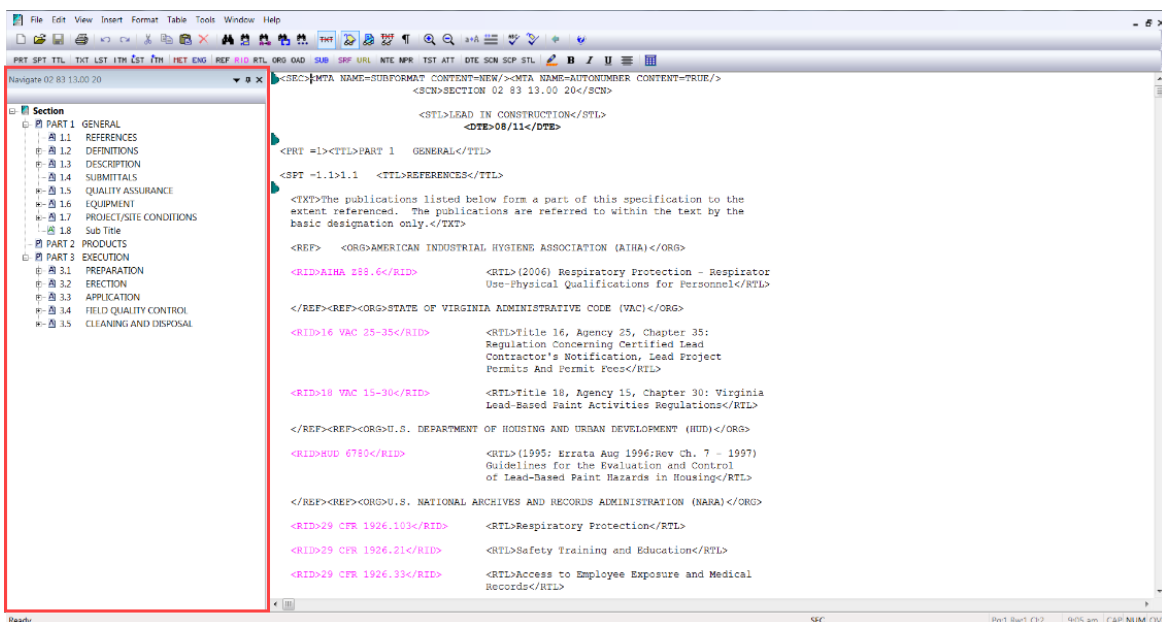 File Edit View Insert Format Table Tools Window Help
PRT SPT TTL TXT LST ITM MET ENG REF RID RTL ORG OAD SUB SRF URL NTE NPR TST ATT DTE SCN SCP STL B I U
Navigate 02 83 13.00 20
Section
PART 1 GENERAL
1.1 REFERENCES
1.2 DEFINITIONS
1.3 DESCRIPTION
1.4 SUBMITTALS
1.5 QUALITY ASSURANCE
1.6 EQUIPMENT
1.7 PROJECT/SITE CONDITIONS
1.8 Sub Title
PART 2 PRODUCTS
PART 3 EXECUTION
3.1 PREPARATION
3.2 ERECTION
3.3 APPLICATION
3.4 FIELD QUALITY CONTROL
3.5 CLEANING AND DISPOSAL
<SEC><MTA NAME=SUBFORMAT CONTENT=NEW/><MTA NAME=AUTONUMBER CONTENT=TRUE/>
<SCN>SECTION 02 83 13.00 20</SCN>
<STL>LEAD IN CONSTRUCTION</STL>
<DTE>08/11</DTE>
<PRT =1><TTL>PART 1 GENERAL</TTL>
<SPT =1.1>1.1 <TTL>REFERENCES</TTL>
<TXT>The publications listed below form a part of this specification to the
extent referenced. The publications are referred to within the text by the
basic designation only.</TXT>
<REF> <ORG>AMERICAN INDUSTRIAL HYGIENE ASSOCIATION (AIHA)</ORG>
<RID>AIHA Z88.6</RID> <RTL>(2006) Respiratory Protection - Respirator
Use-Physical Qualifications for Personnel</RTL>
</REF><REF><ORG>STATE OF VIRGINIA ADMINISTRATIVE CODE (VAC)</ORG>
<RID>16 VAC 25-35</RID> <RTL>Title 16, Agency 25, Chapter 35:
Regulation Concerning Certified Lead
Contractor's Notification, Lead Project
Permits And Permit Fees</RTL>
<RID>18 VAC 15-30</RID> <RTL>Title 18, Agency 15, Chapter 30: Virginia
Lead-Based Paint Activities Regulations</RTL>
</REF><REF><ORG>U.S. DEPARTMENT OF HOUSING AND URBAN DEVELOPMENT (HUD)</ORG>
<RID>HUD 6780</RID> <RTL>(1995; Errata Aug 1996;Rev Ch. 7 - 1997)
Guidelines for the Evaluation and Control
of Lead-Based Paint Hazards in Housing</RTL>
</REF><REF><ORG>U.S. NATIONAL ARCHIVES AND RECORDS ADMINISTRATION (NARA)</ORG>
<RID>29 CFR 1926.103</RID> <RTL>Respiratory Protection</RTL>
<RID>29 CFR 1926.21</RID> <RTL>Safety Training and Education</RTL>
<RID>29 CFR 1926.33</RID> <RTL>Access to Employee Exposure and Medical
Records</RTL>
Ready SEC 9:05 am CAP NUM